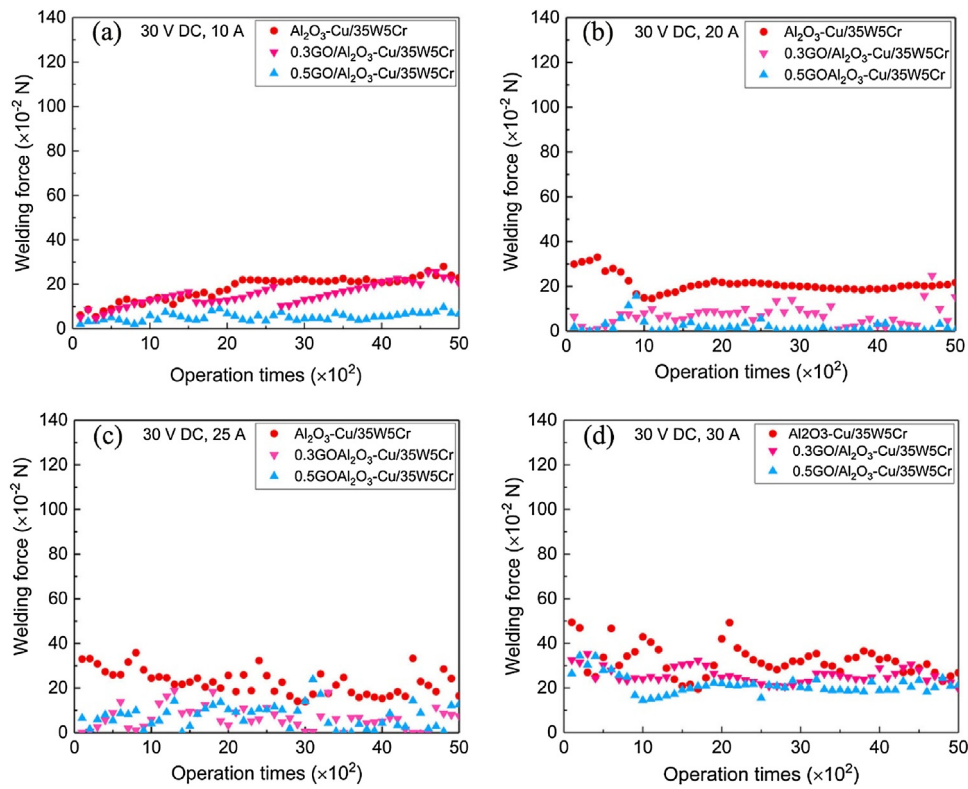 (a)
30 V DC, 10 A
Al₂O₃-Cu/35W5Cr
0.3GO/Al₂O₃-Cu/35W5Cr
0.5GO/Al₂O₃-Cu/35W5Cr
140
120
100
80
60
40
20
0
Welding force (×10⁻² N)
0
10
20
30
40
50
Operation times (×10²)
(b)
30 V DC, 20 A
Al₂O₃-Cu/35W5Cr
0.3GO/Al₂O₃-Cu/35W5Cr
0.5GOAl₂O₃-Cu/35W5Cr
140
120
100
80
60
40
20
0
Welding force (×10⁻² N)
0
10
20
30
40
50
Operation times (×10²)
(c)
30 V DC, 25 A
Al₂O₃-Cu/35W5Cr
0.3GOAl₂O₃-Cu/35W5Cr
0.5GOAl₂O₃-Cu/35W5Cr
140
120
100
80
60
40
20
0
Welding force (×10⁻² N)
0
10
20
30
40
50
Operation times (×10²)
(d)
30 V DC, 30 A
Al2O3-Cu/35W5Cr
0.3GO/Al₂O₃-Cu/35W5Cr
0.5GO/Al₂O₃-Cu/35W5Cr
140
120
100
80
60
40
20
0
Welding force (×10⁻² N)
0
10
20
30
40
50
Operation times (×10²)